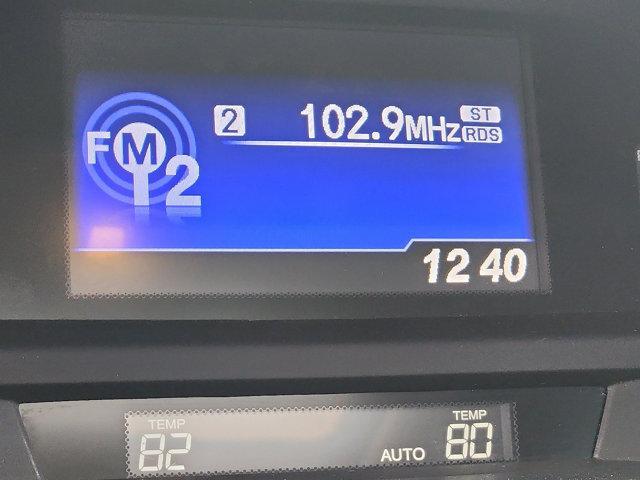 FM 2 2 102.9MHz ST
RDS
12 40
TEMP TEMP
82 AUTO 80